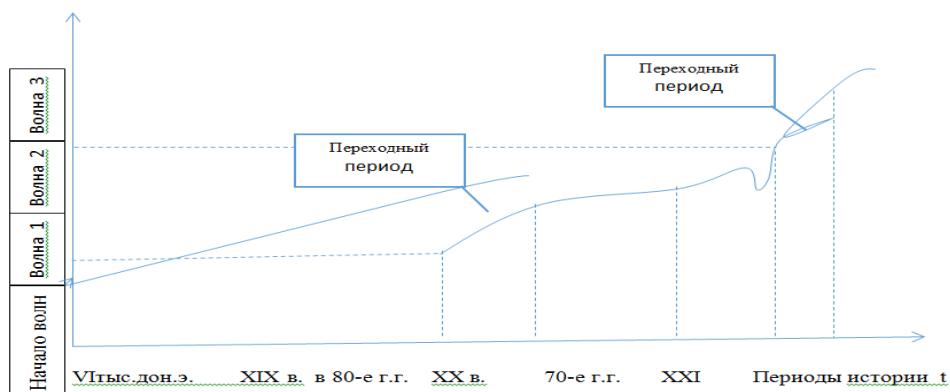 Переходный
период
Переходный
период
Волна 3
Волна 2
Волна 1
Начало волн
VIтыс.дон.э. XIX в. в 80-е г.г. XX в. 70-е г.г. XXI Периоды истории t